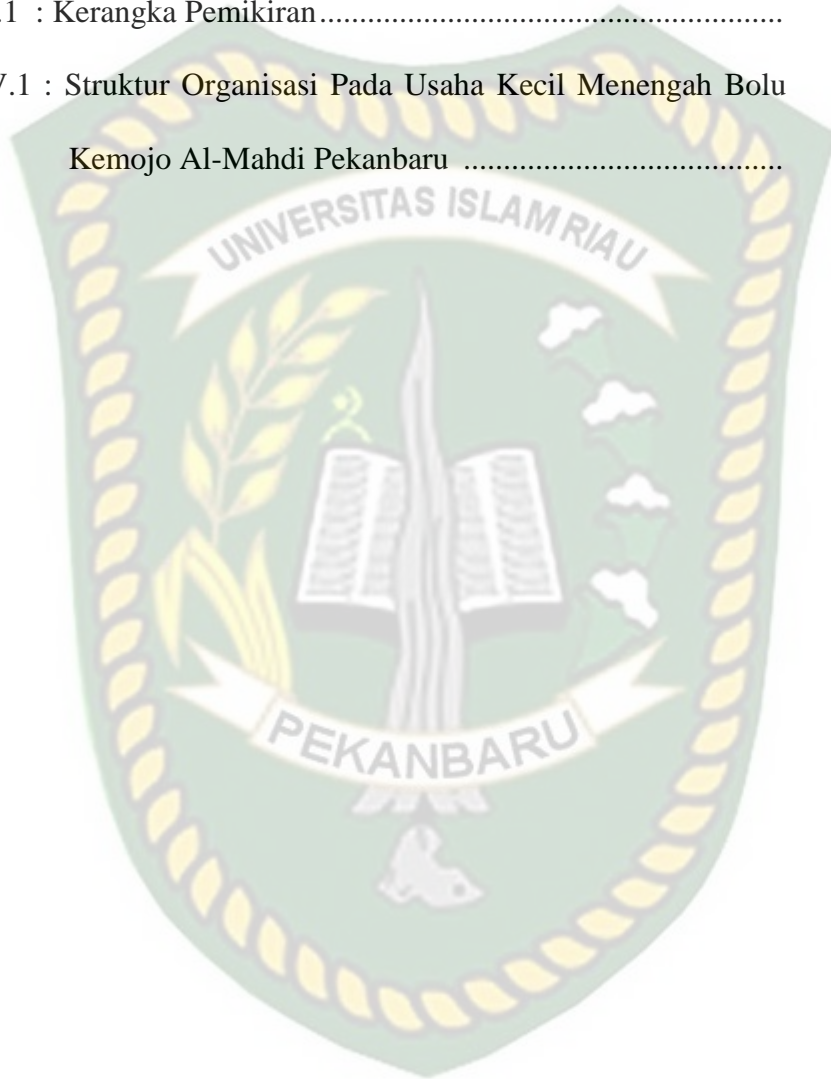 .1 : Kerangka Pemikiran..........................................................
V.1 : Struktur Organisasi Pada Usaha Kecil Menengah Bolu
Kemojo Al-Mahdi Pekanbaru ........................................
UNIVERSITAS ISLAM RIAU
PEKANBARU